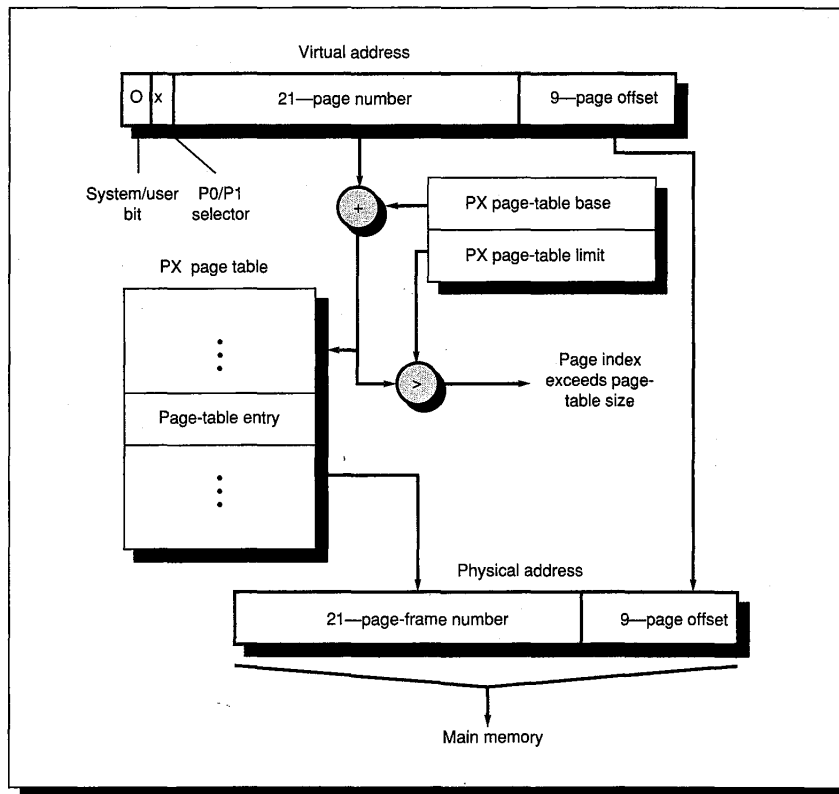 Virtual address
O x 21—page number 9—page offset
System/user
bit
P0/P1
selector
+
PX page-table base
PX page-table limit
PX page table
>
Page index
exceeds page-
table size
Page-table entry
Physical address
21—page-frame number 9—page offset
Main memory